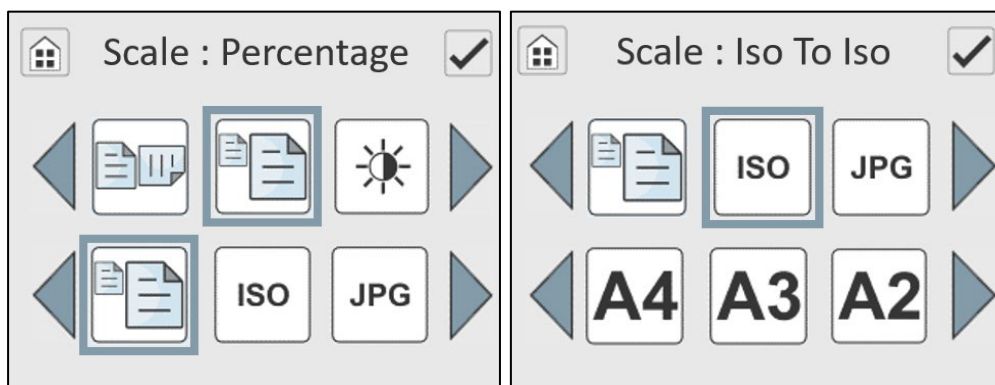 Scale : Percentage
ISO JPG
Scale : Iso To Iso
ISO JPG
A4 A3 A2